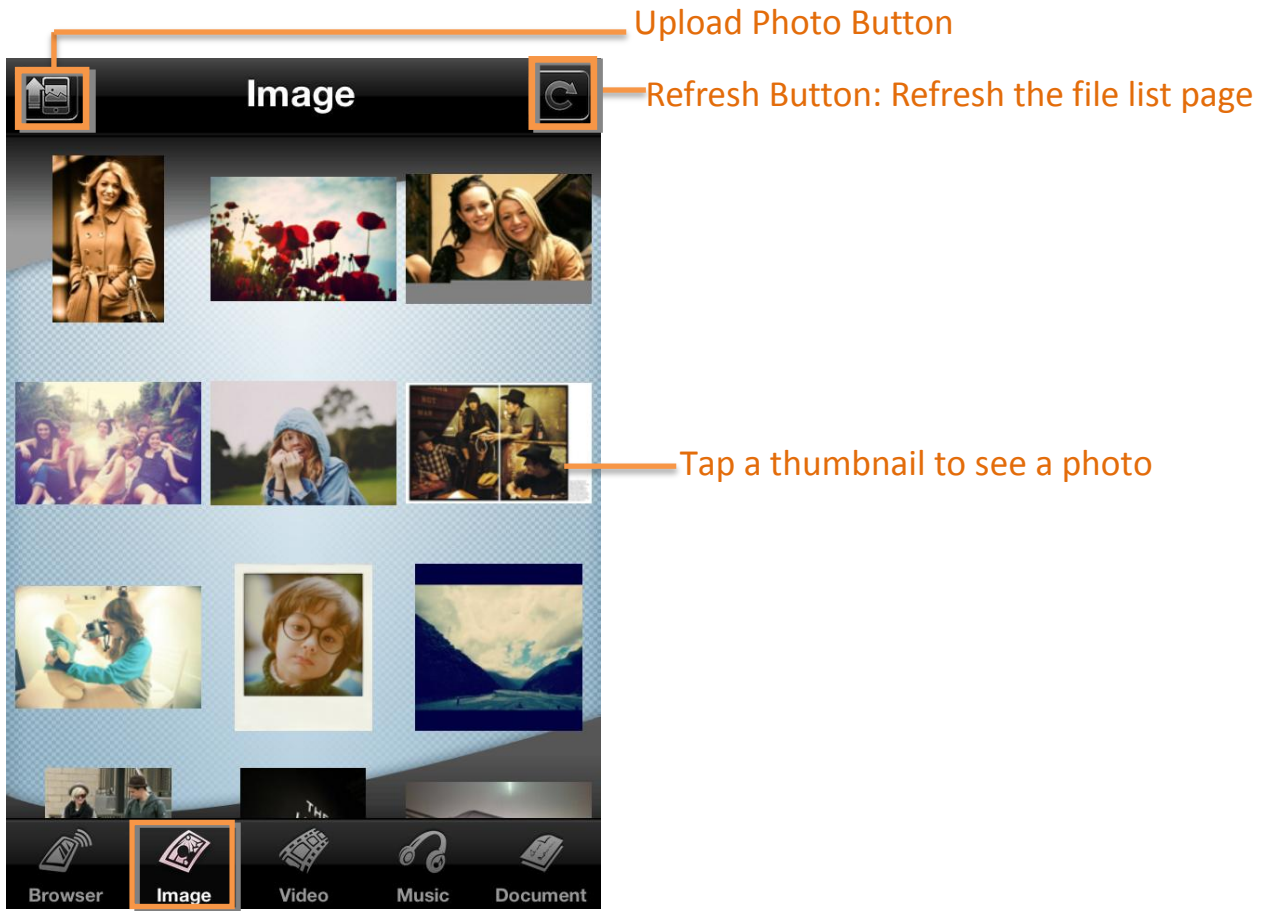 Upload Photo Button
Image
Refresh Button: Refresh the file list page
Tap a thumbnail to see a photo
THE
Browser
Image
Video
Music
Document